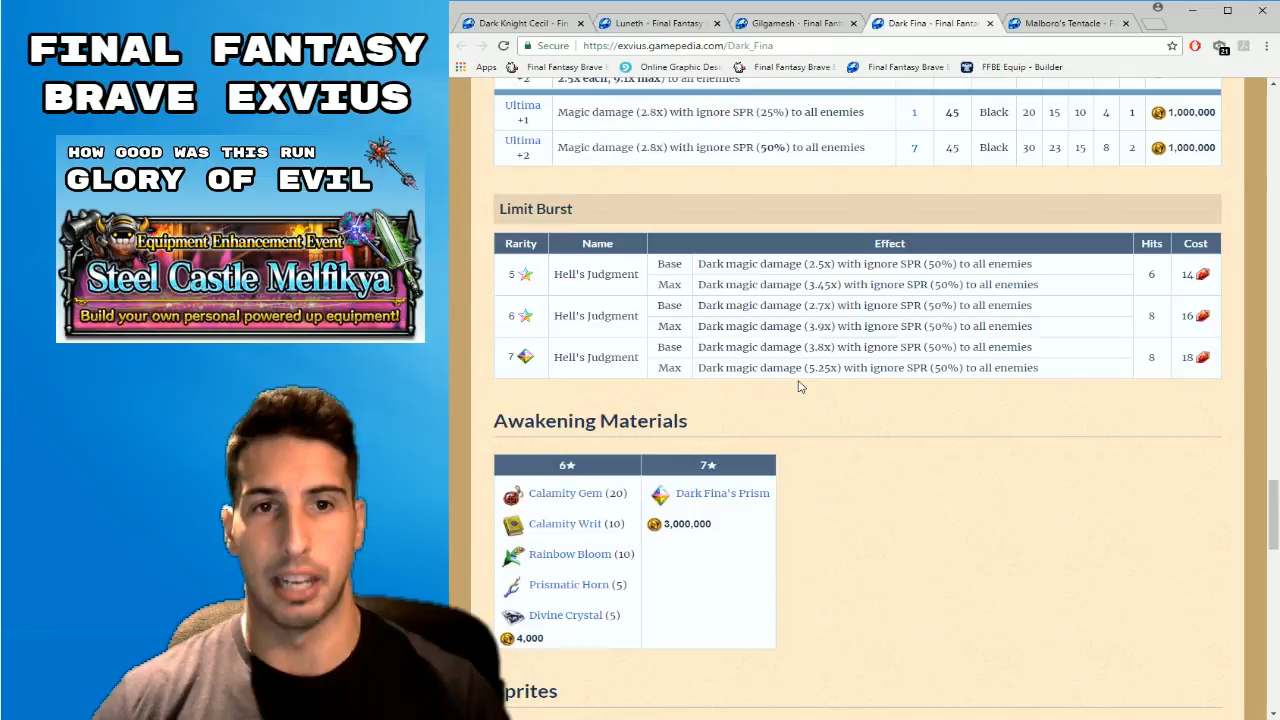 FINAL FANTASY
BRAVE EXVIUS
HOW GOOD WAS THIS RUN
GLORY OF EVIL
Equipment Enhancement Event
Steel Castle Melfikya
Build your own personal powered up equipment!
Dark Knight Cecil - Fin
Luneth - Final Fantasy
Gilgamesh - Final Fant
Dark Fina - Final Fanta
Malboro's Tentacle - F
Secure
https://exvius.gamepedia.com/Dark_Fina
21
Apps
Final Fantasy Brave
Online Graphic Desi
Final Fantasy Brave
Final Fantasy Brave
FFBE Equip - Builder
+2
2.5x each, 9.1x max) to all enemies
Ultima +1 Magic damage (2.8x) with ignore SPR (25%) to all enemies 1 45 Black 20 15 10 4 1 1,000,000
Ultima +2 Magic damage (2.8x) with ignore SPR (50%) to all enemies 7 45 Black 30 23 15 8 2 1,000,000
Limit Burst
Rarity Name Effect Hits Cost
5 Hell's Judgment Base Dark magic damage (2.5x) with ignore SPR (50%) to all enemies 6 14
Max Dark magic damage (3.45x) with ignore SPR (50%) to all enemies
6 Hell's Judgment Base Dark magic damage (2.7x) with ignore SPR (50%) to all enemies 8 16
Max Dark magic damage (3.9x) with ignore SPR (50%) to all enemies
7 Hell's Judgment Base Dark magic damage (3.8x) with ignore SPR (50%) to all enemies 8 18
Max Dark magic damage (5.25x) with ignore SPR (50%) to all enemies
Awakening Materials
6★ 7★
Calamity Gem (20) Dark Fina's Prism
Calamity Writ (10) 3,000,000
Rainbow Bloom (10)
Prismatic Horn (5)
Divine Crystal (5)
4,000
prites